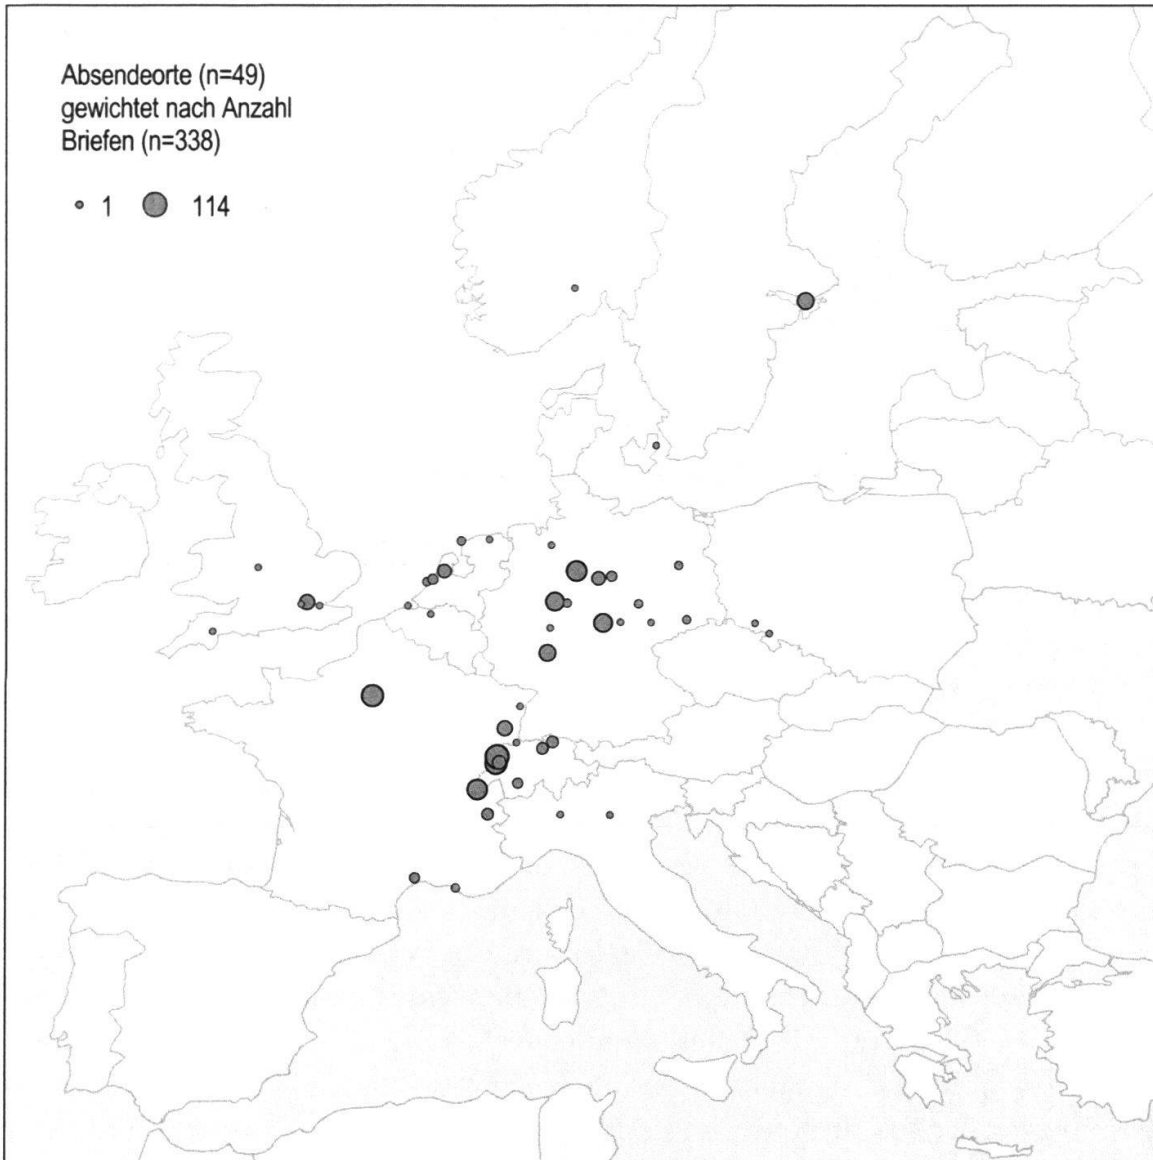 Absendeorte (n=49)
gewichtet nach Anzahl
Briefen (n=338)
1 114